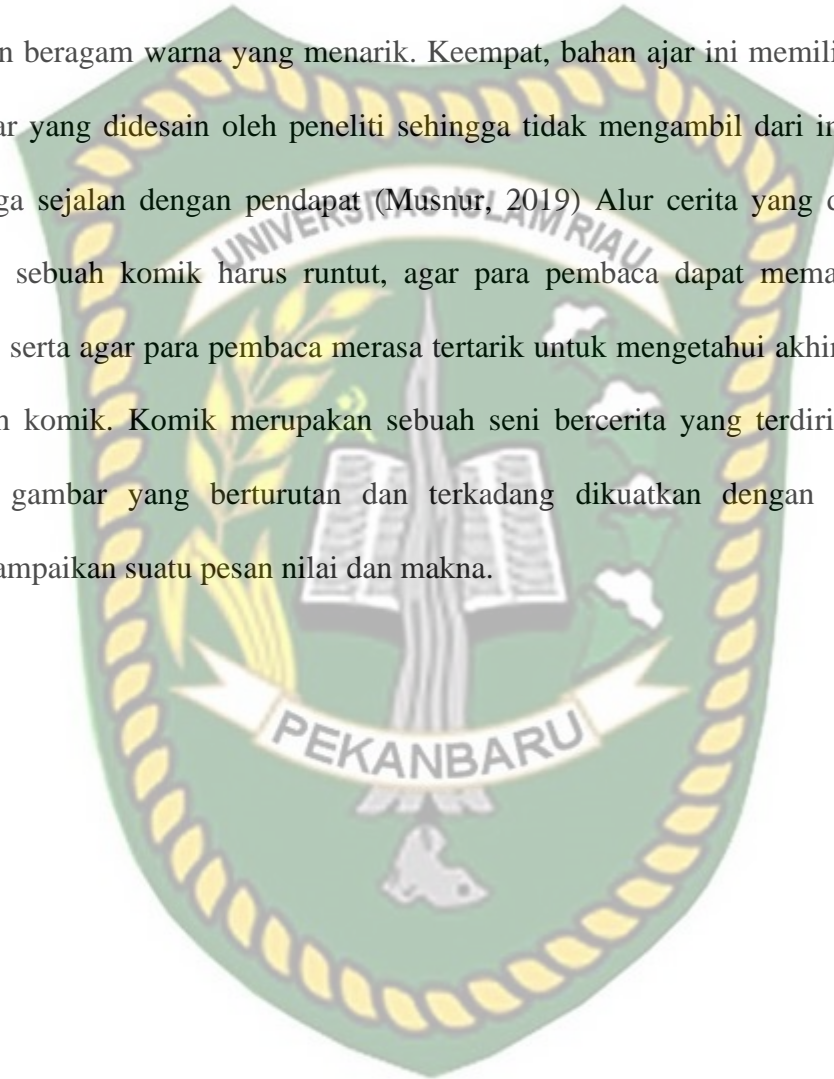 n beragam warna yang menarik. Keempat, bahan ajar ini memili
ar yang didesain oleh peneliti sehingga tidak mengambil dari in
ga sejalan dengan pendapat (Musnur, 2019) Alur cerita yang d
sebuah komik harus runtut, agar para pembaca dapat mema
serta agar para pembaca merasa tertarik untuk mengetahui akhir
n komik. Komik merupakan sebuah seni bercerita yang terdiri
gambar yang berturutan dan terkadang dikuatkan dengan
ampaikan suatu pesan nilai dan makna.
UNIVERSITAS ISLAM RIAU
PEKANBARU